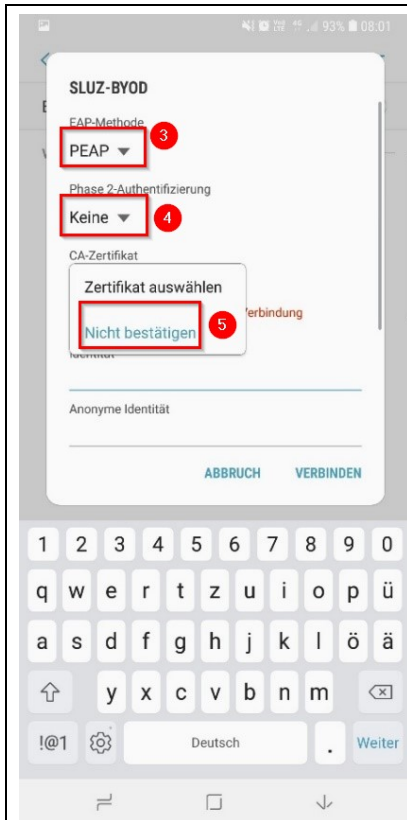 93% 08:01
SLUZ-BYOD
EAP-Methode
PEAP
3
Phase 2-Authentifizierung
Keine
4
CA-Zertifikat
Zertifikat auswählen
Verbindung
Nicht bestätigen
5
Identität
Anonyme Identität
ABBRUCH VERBINDEN
1 2 3 4 5 6 7 8 9 0
q w e r t z u i o p ü
a s d f g h j k l ö ä
y x c v b n m
!@1 Deutsch . Weiter